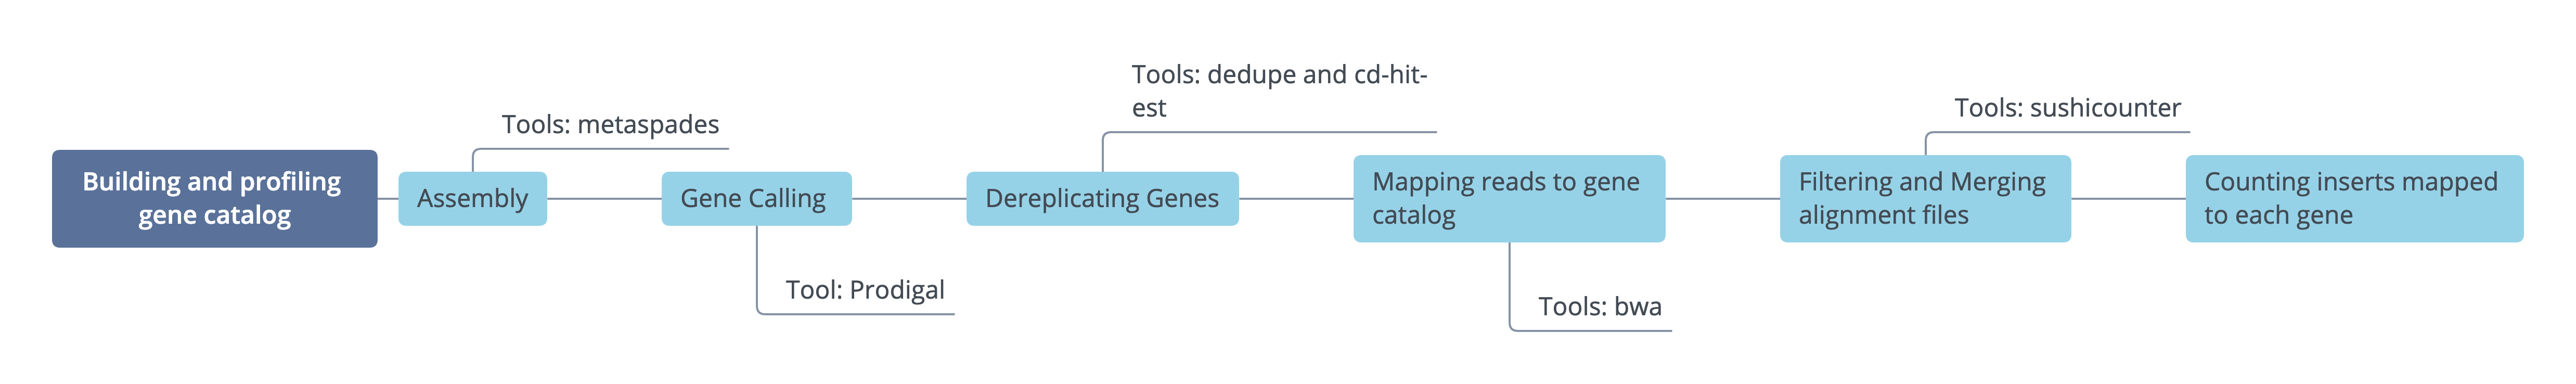 Building and profiling
gene catalog
Assembly
Tools: metaspades
Gene Calling
Tool: Prodigal
Dereplicating Genes
Tools: dedupe and cd-hit-
est
Mapping reads to gene
catalog
Tools: bwa
Filtering and Merging
alignment files
Tools: sushicounter
Counting inserts mapped
to each gene